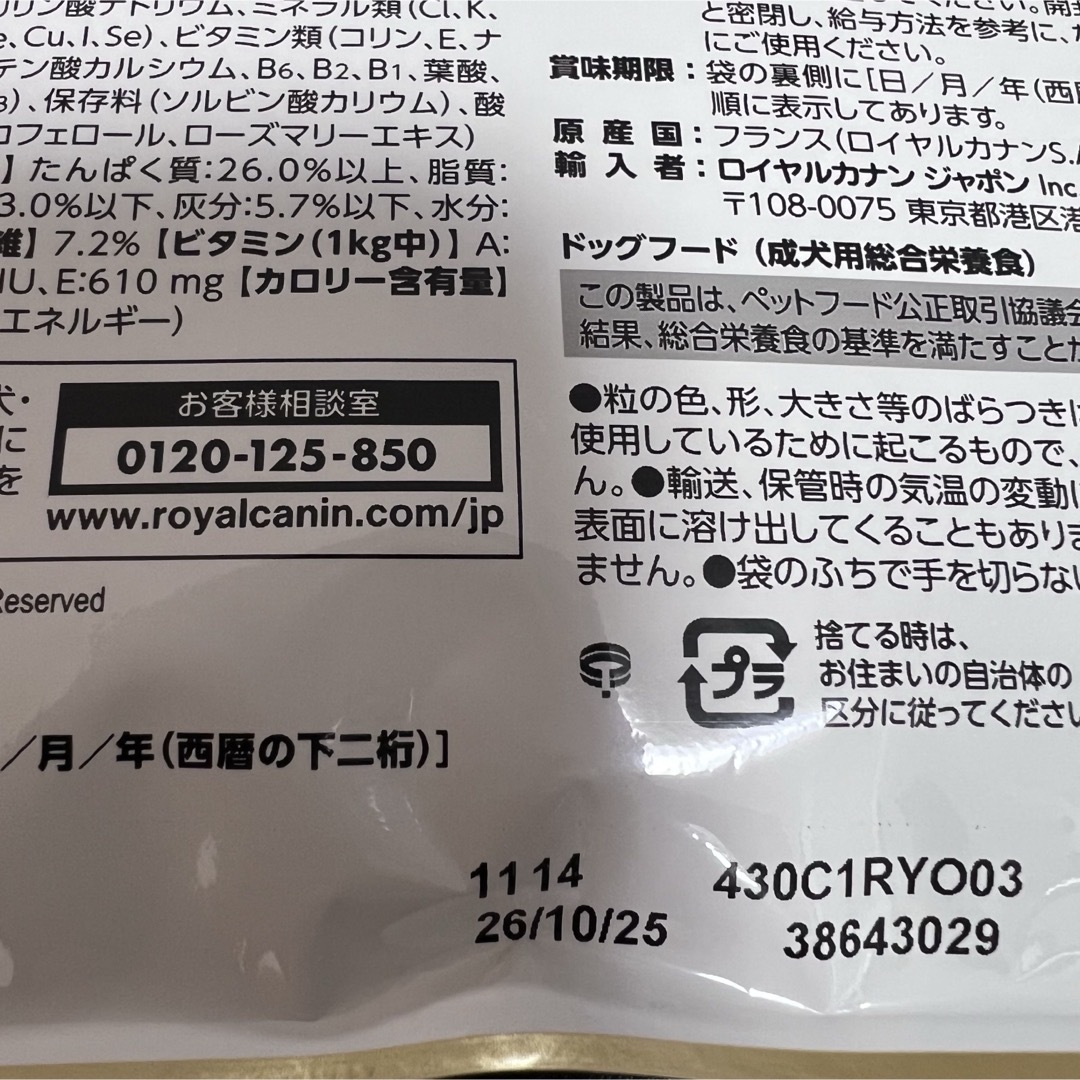 リン酸ナトリウム、ミネラル類(Cl、K、
e、Cu、I、Se)、ビタミン類(コリン、E、ナ
テン酸カルシウム、B6、B2、B1、葉酸、
3)、保存料(ソルビン酸カリウム)、酸
コフェロール、ローズマリーエキス)
】たんぱく質:26.0%以上、脂質:
3.0%以下、灰分:5.7%以下、水分:
維】7.2%【ビタミン(1kg中)】A:
IU、E:610 mg【カロリー含有量】
エネルギー)
犬・
に
を
お客様相談室
0120-125-850
www.royalcanin.com/jp
Reserved
/月/年(西暦の下二桁)]
と密閉し、給与方法を参考に、
にご使用ください。
賞味期限:袋の裏側に[日/月/年(西暦
順に表示してあります。
原産国:フランス(ロイヤルカナンS.A
輸入者:ロイヤルカナン ジャポン Inc
〒108-0075 東京都港区港
ドッグフード(成犬用総合栄養食)
この製品は、ペットフード公正取引協議会
結果、総合栄養食の基準を満たすことが
●粒の色、形、大きさ等のばらつきは
使用しているために起こるもので、
ん。●輸送、保管時の気温の変動に
表面に溶け出してくることもありま
ません。●袋のふちで手を切らない
プラ
捨てる時は、
お住まいの自治体の
区分に従ってください
11 14
26/10/25
430C1RYO03
38643029